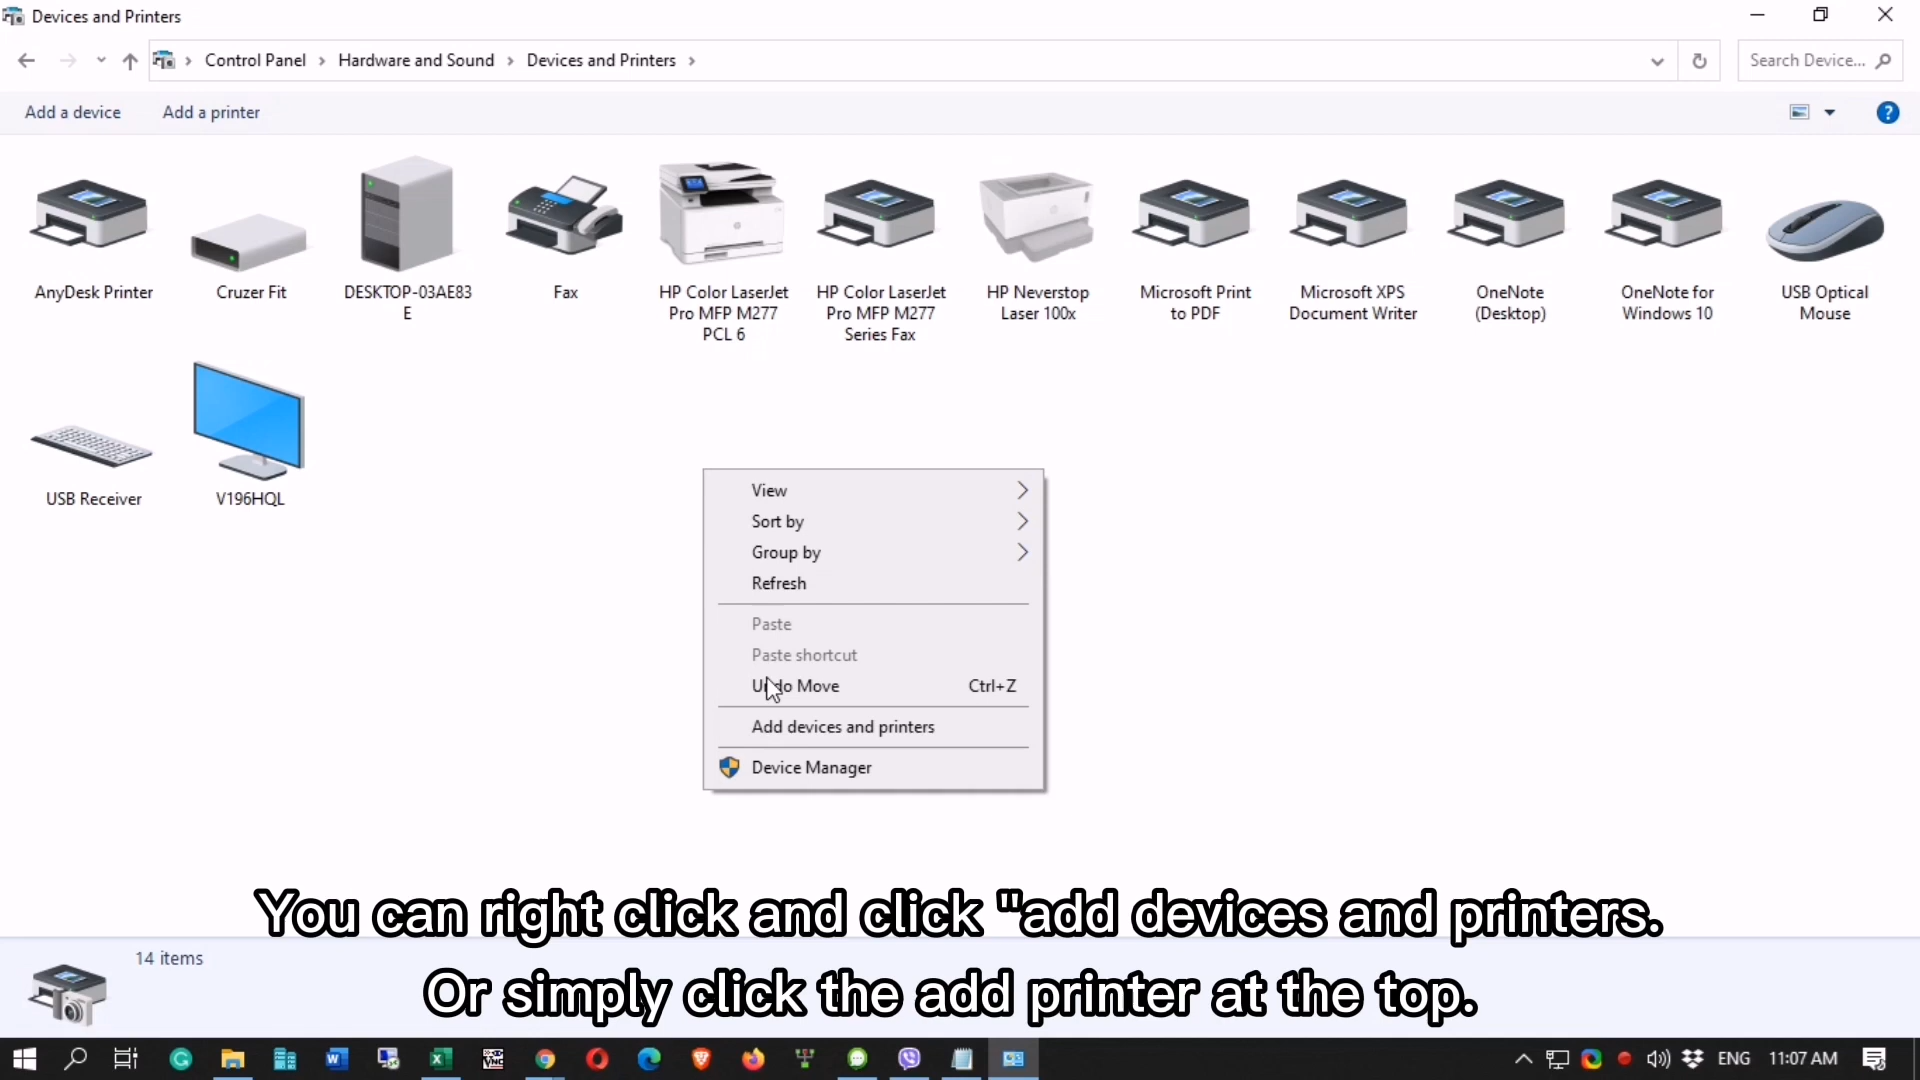 Devices and Printers
Control Panel
Hardware and Sound
Devices and Printers
Search Device...
Add a device
Add a printer
AnyDesk Printer
Cruzer Fit
DESKTOP-03AE83
E
Fax
HP Color LaserJet
Pro MFP M277
PCL 6
HP Color LaserJet
Pro MFP M277
Series Fax
HP Neverstop
Laser 100x
Microsoft Print
to PDF
Microsoft XPS
Document Writer
OneNote
(Desktop)
OneNote for
Windows 10
USB Optical
Mouse
USB Receiver
V196HQL
View
Sort by
Group by
Refresh
Paste
Paste shortcut
Undo Move Ctrl+Z
Add devices and printers
Device Manager
You can right click and click "add devices and printers.
Or simply click the add printer at the top.
14 items
ENG
11:07 AM